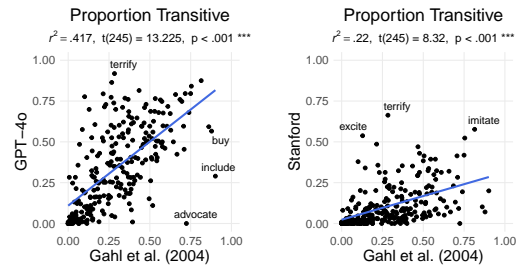 Proportion Transitive
r² = .417, t(245) = 13.225, p < .001 ***
GPT−4o
1.00
0.75
0.50
0.25
0.00
terrify
buy
include
advocate
0.00 0.25 0.50 0.75 1.00
Gahl et al. (2004)
Proportion Transitive
r² = .22, t(245) = 8.32, p < .001 ***
Stanford
1.00
0.75
0.50
0.25
0.00
terrify
excite
imitate
0.00 0.25 0.50 0.75 1.00
Gahl et al. (2004)